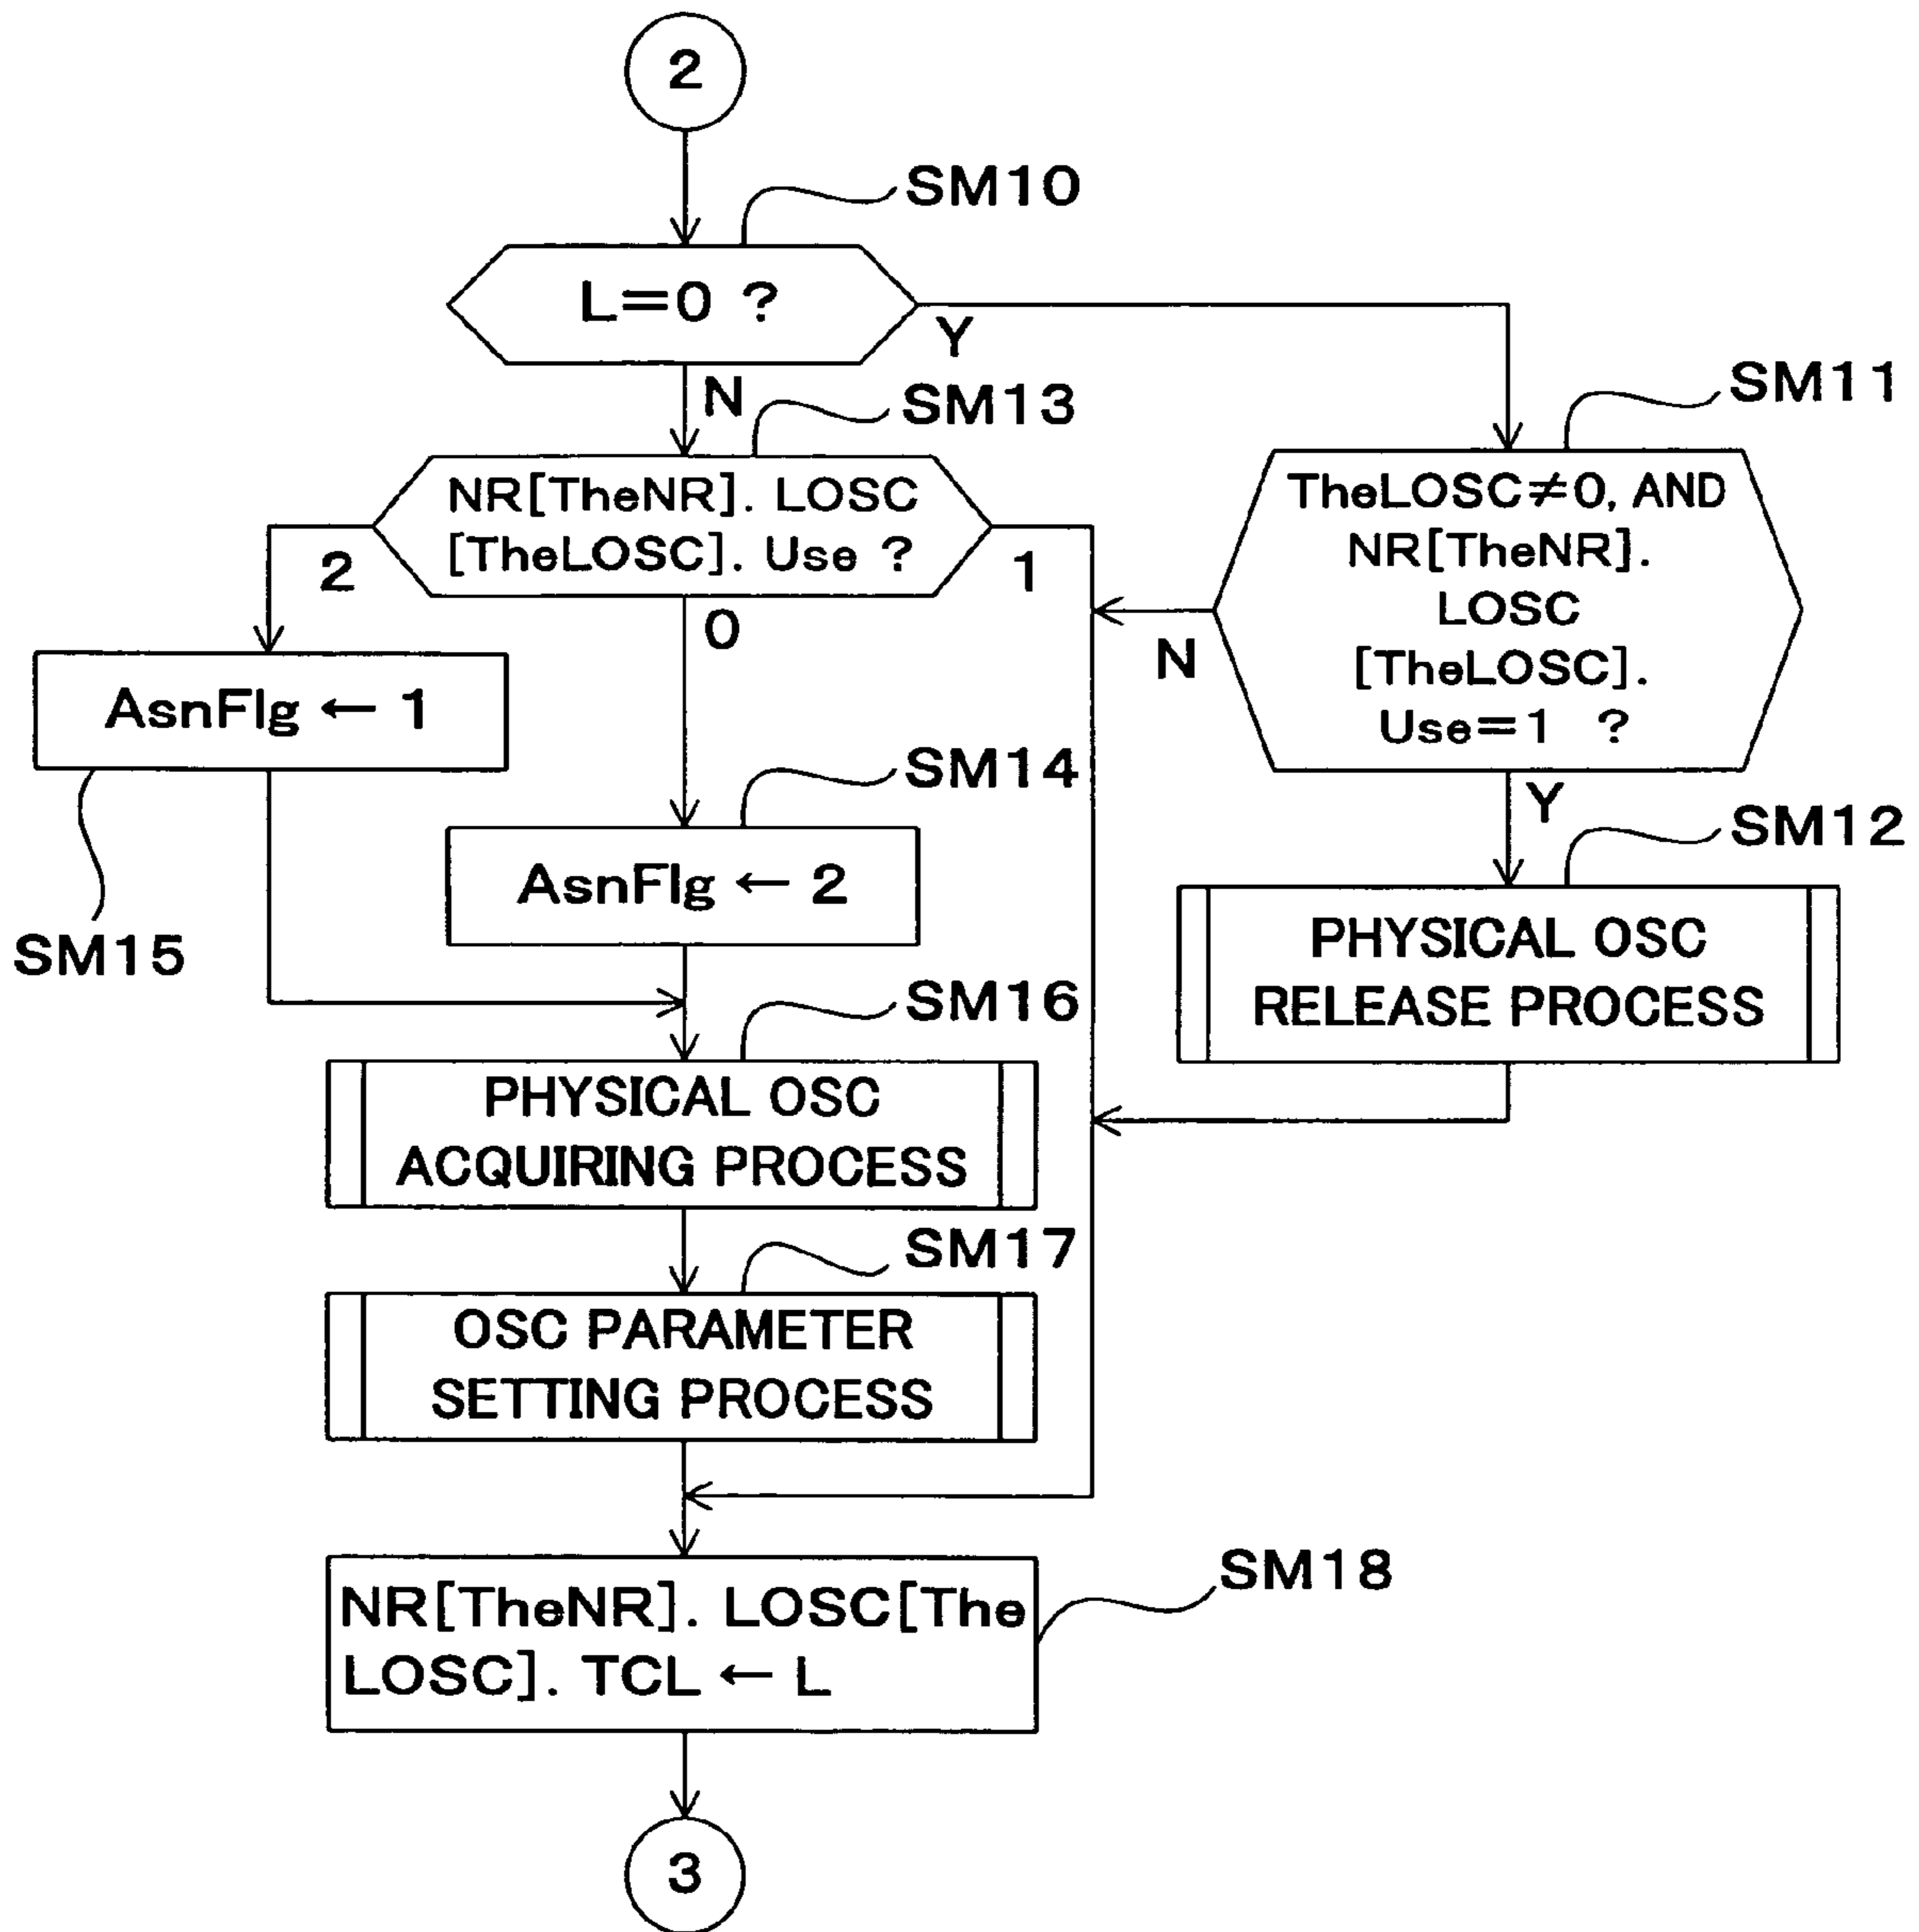 2
SM10
L=0 ?
Y
N
SM13
SM11
NR[TheNR]. LOSC
[TheLOSC]. Use ?
2
1
0
TheLOSC≠0, AND
NR[TheNR].
LOSC
[TheLOSC].
Use=1 ?
N
Y
AsnFlg ← 1
SM15
SM14
AsnFlg ← 2
SM12
PHYSICAL OSC
RELEASE PROCESS
SM16
PHYSICAL OSC
ACQUIRING PROCESS
SM17
OSC PARAMETER
SETTING PROCESS
SM18
NR[TheNR]. LOSC[The
LOSC]. TCL ← L
3